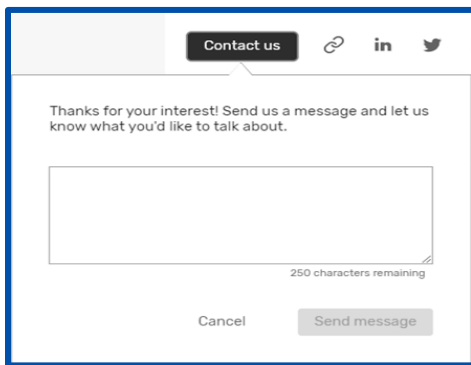 Contact us
in
Thanks for your interest! Send us a message and let us
know what you'd like to talk about.
250 characters remaining
Cancel
Send message